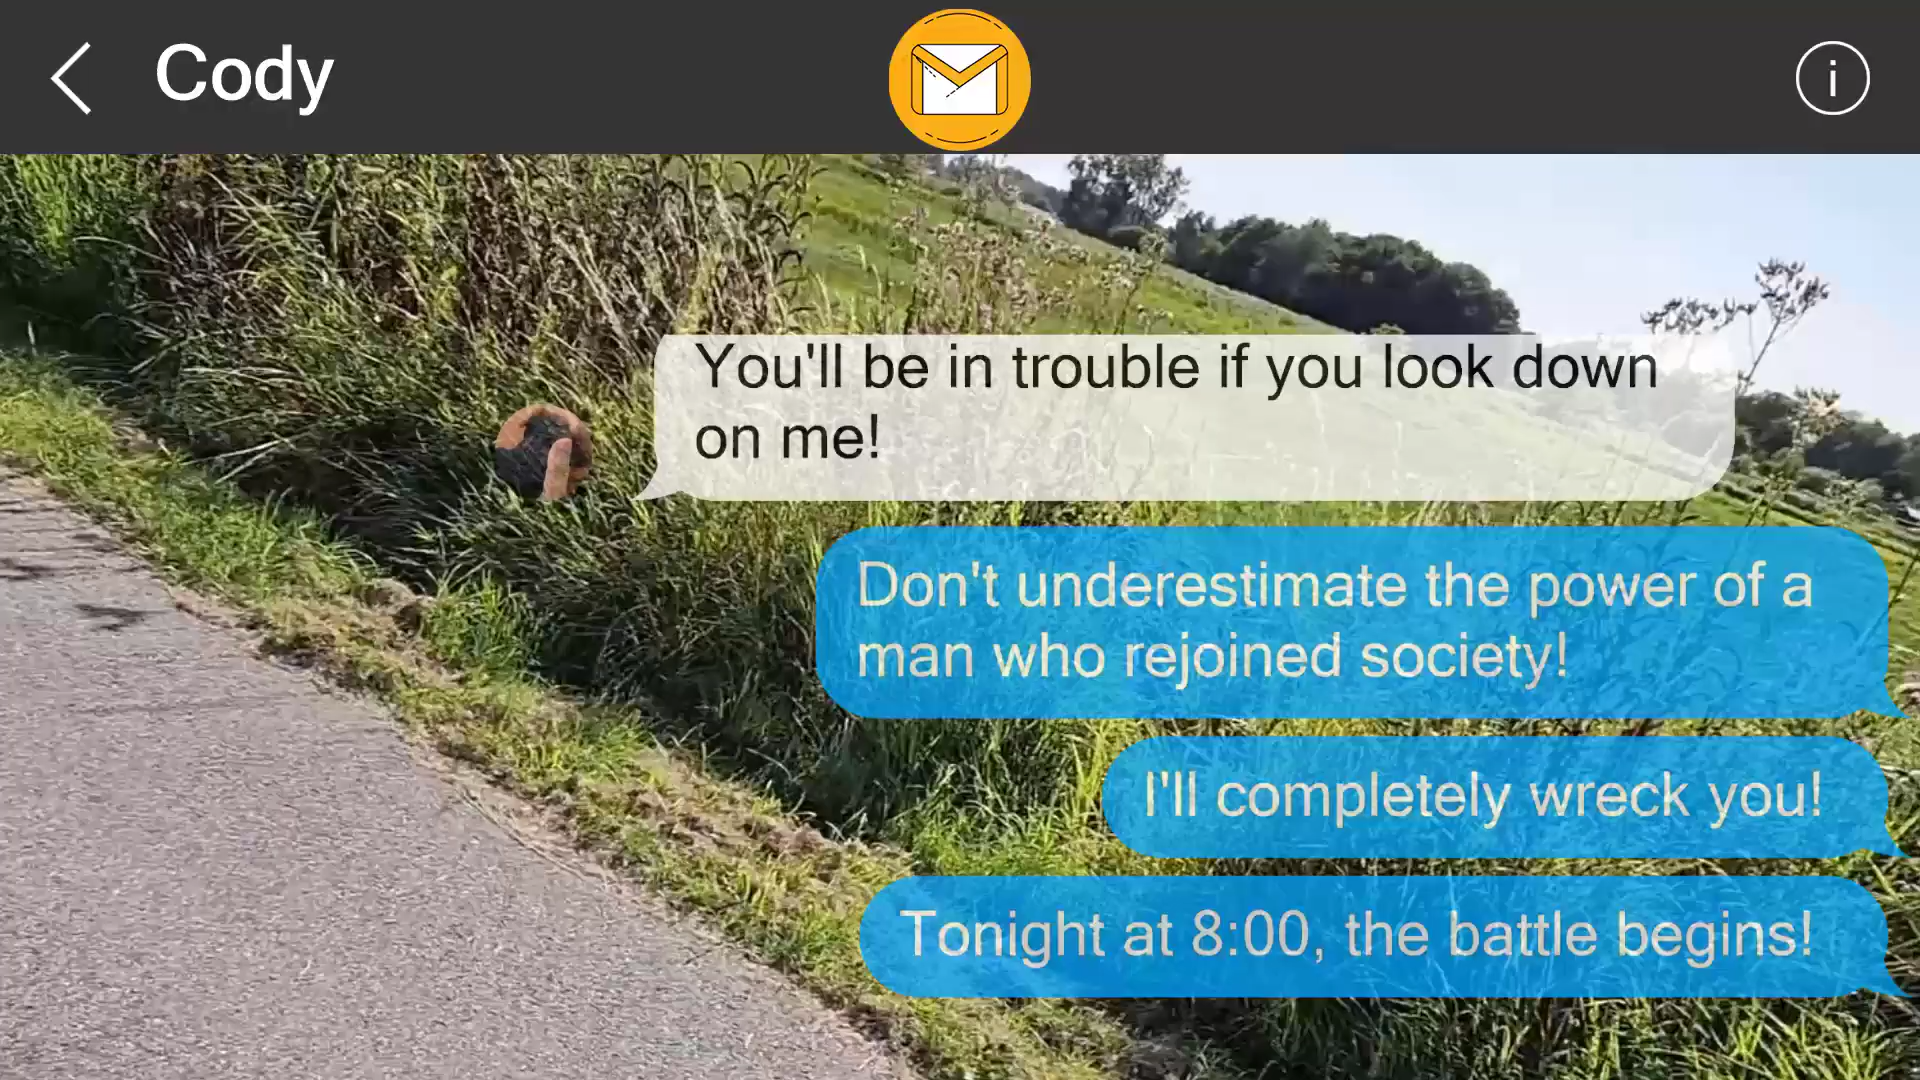 Cody
You'll be in trouble if you look down
on me!
Don't underestimate the power of a
man who rejoined society!
I'll completely wreck you!
Tonight at 8:00, the battle begins!